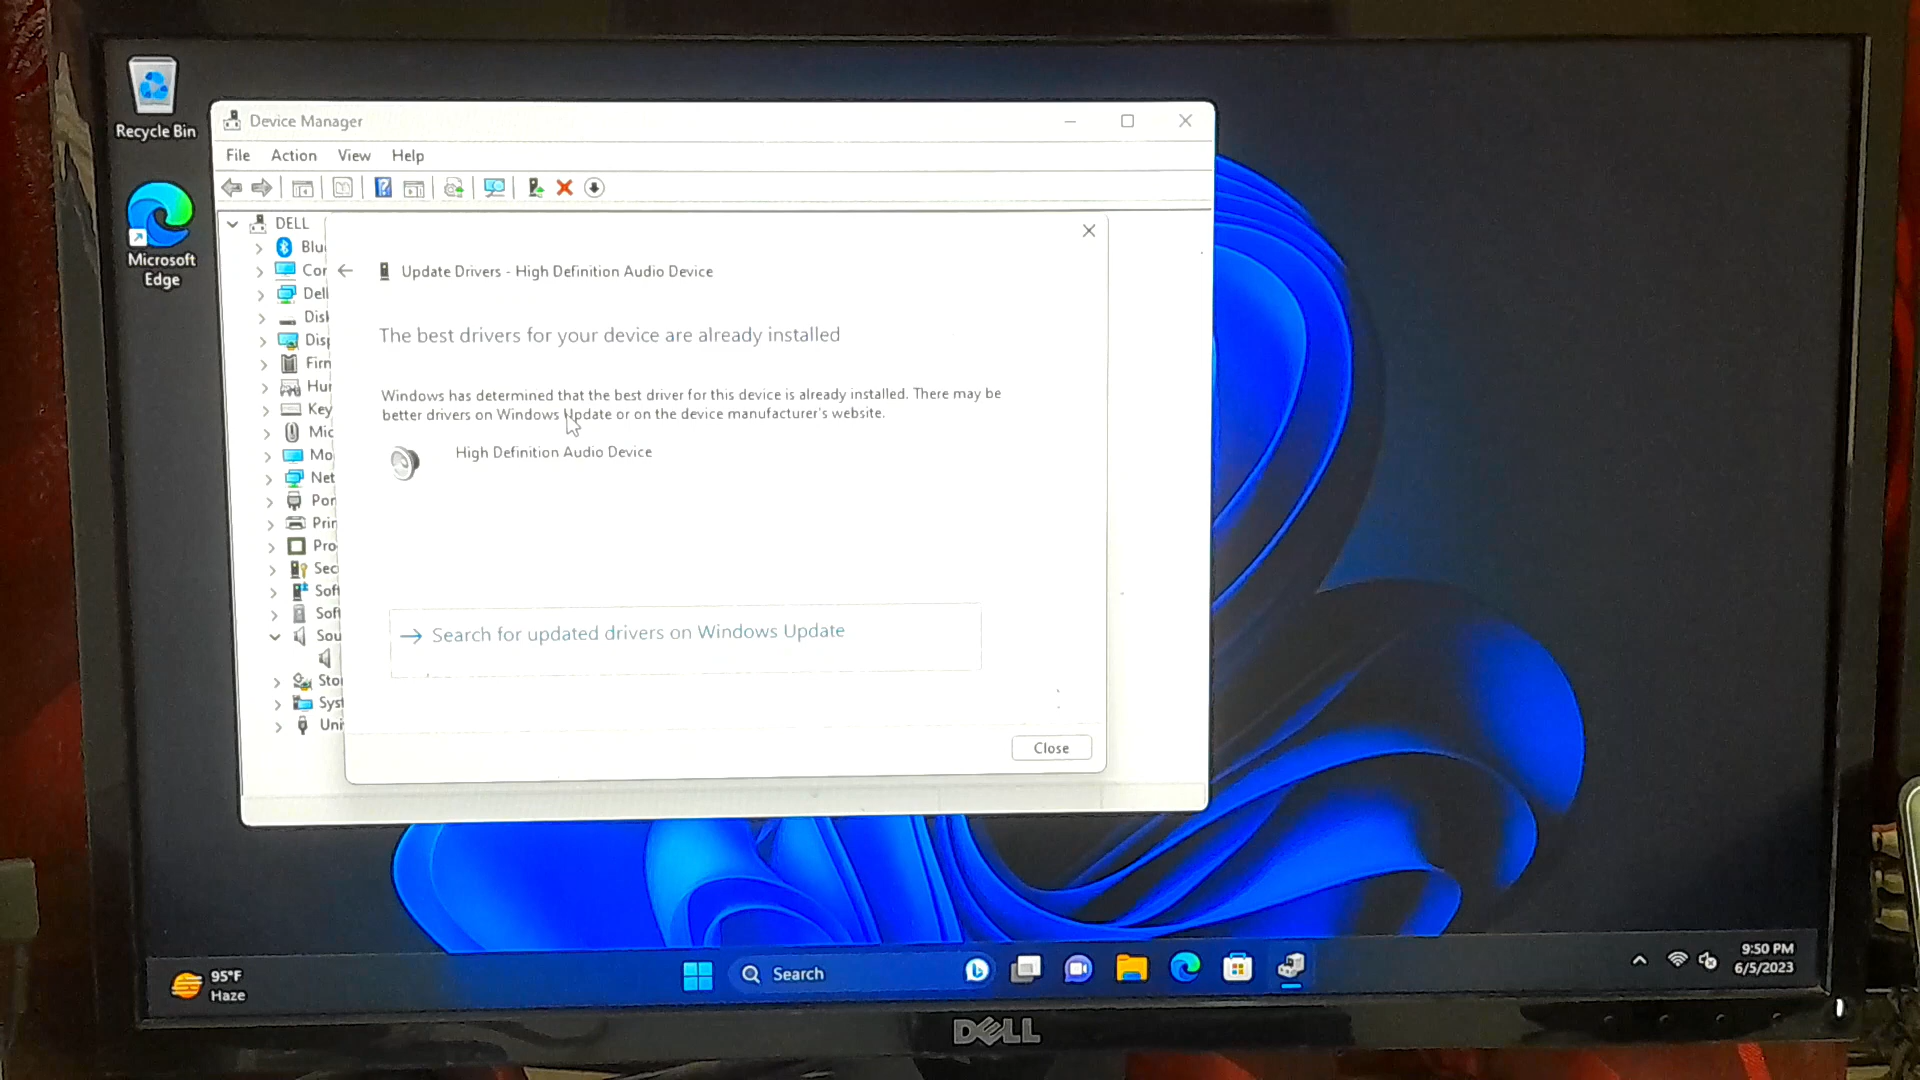 Recycle Bin
Microsoft
Edge
Device Manager
File Action View Help
DELL
Blu
Cor
Dell
Disk
Disp
Firn
Hur
Key
Mic
Mo
Net
Por
Prin
Pro
Sec
Soft
Soft
Sou
Sto
Syst
Uni
Update Drivers - High Definition Audio Device
The best drivers for your device are already installed
Windows has determined that the best driver for this device is already installed. There may be
better drivers on Windows Update or on the device manufacturer's website.
High Definition Audio Device
Search for updated drivers on Windows Update
Close
95°F
Haze
Search
9:50 PM
6/5/2023
DELL